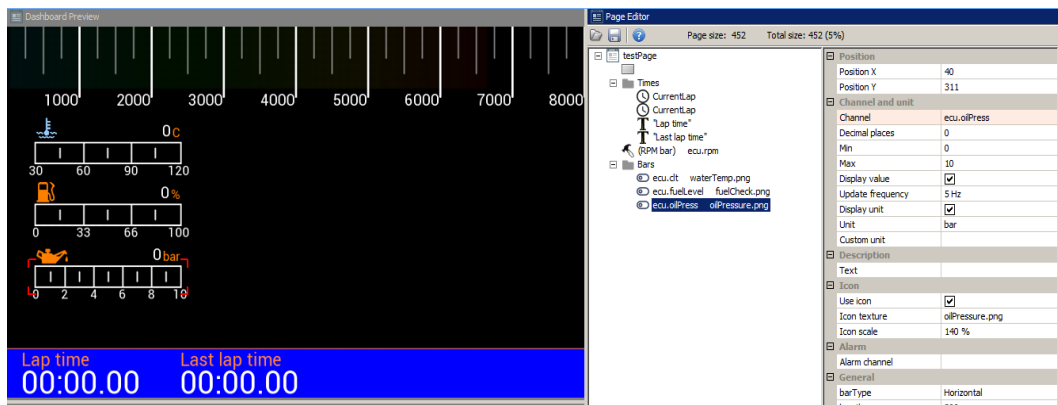 Dashboard Preview
1000 2000 3000 4000 5000 6000 7000 8000
0 C
30 60 90 120
0 %
0 33 66 100
0 bar
0 2 4 6 8 10
Lap time Last lap time
00:00.00 00:00.00
Page Editor
Page size: 452 Total size: 452 (5%)
testPage
Times
CurrentLap
CurrentLap
"Lap time"
"Last lap time"
(RPM bar) ecu.rpm
Bars
ecu.clt waterTemp.png
ecu.fuelLevel fuelCheck.png
ecu.oilPress oilPressure.png
Position
Position X 40
Position Y 311
Channel and unit
Channel ecu.oilPress
Decimal places 0
Min 0
Max 10
Display value
Update frequency 5 Hz
Display unit
Unit bar
Custom unit
Description
Text
Icon
Use icon
Icon texture oilPressure.png
Icon scale 140 %
Alarm
Alarm channel
General
barType Horizontal